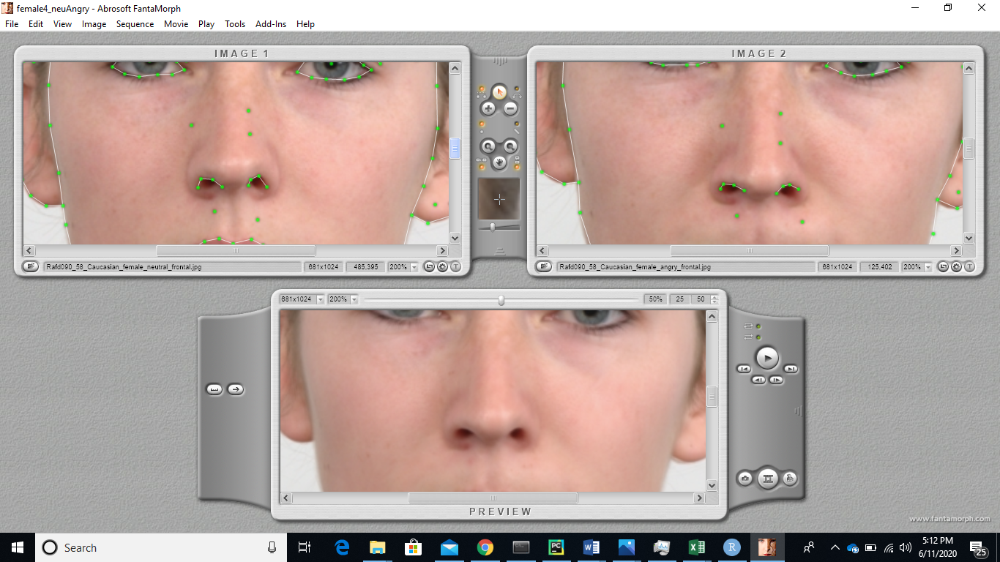 female4_neuAngry - Abrosoft FantaMorph
File Edit View Image Sequence Movie Play Tools Add-Ins Help
IMAGE 1
IMAGE 2
Rafd090_58_Caucasian_female_neutral_frontal.jpg 681x1024 485,395 200% T
Rafd090_58_Caucasian_female_angry_frontal.jpg 681x1024 125,402 200% T
681x1024 200% 50% 25 50
PREVIEW
www.fantamorph.com
Search
PC
W
X
R
5:12 PM
6/11/2020
25